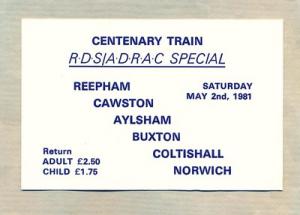 CENTENARY TRAIN
R·D·S|A·D·R·A·C SPECIAL
REEPHAM
SATURDAY
MAY 2nd, 1981
CAWSTON
AYLSHAM
BUXTON
COLTISHALL
NORWICH
Return
ADULT £2.50
CHILD £1.75